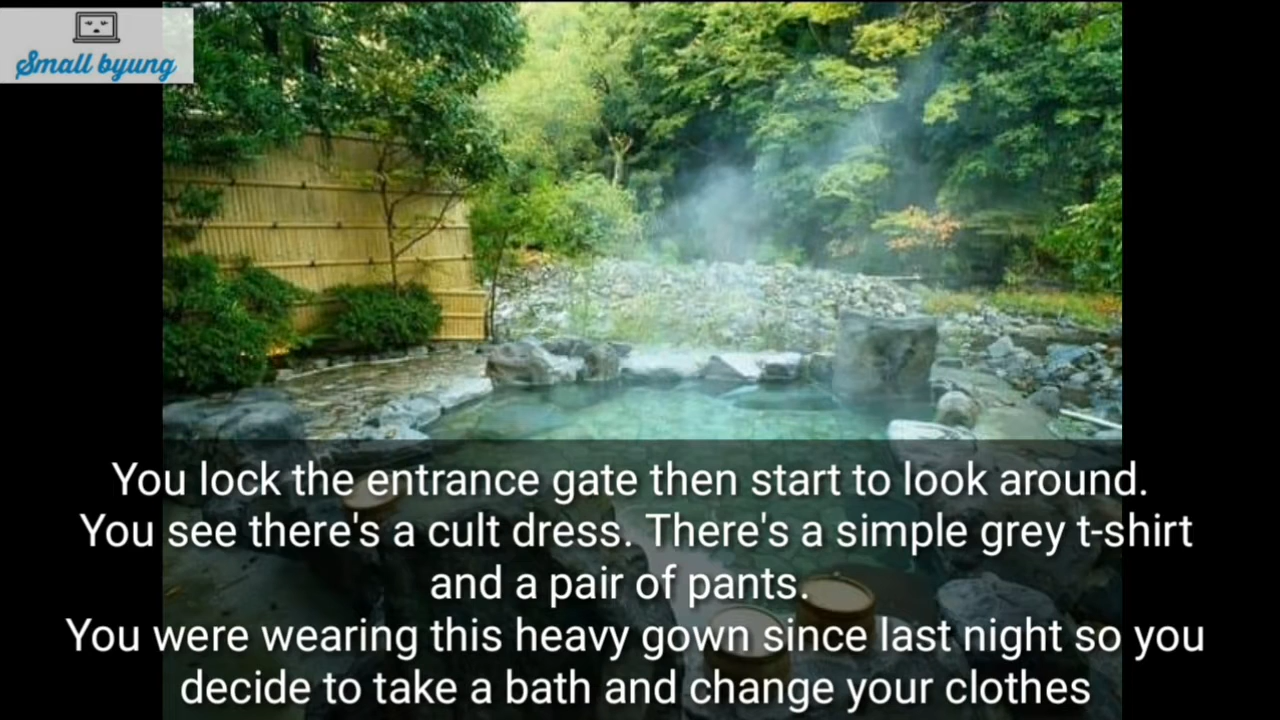 Small byung
You lock the entrance gate then start to look around.
You see there's a cult dress. There's a simple grey t-shirt
and a pair of pants.
You were wearing this heavy gown since last night so you
decide to take a bath and change your clothes